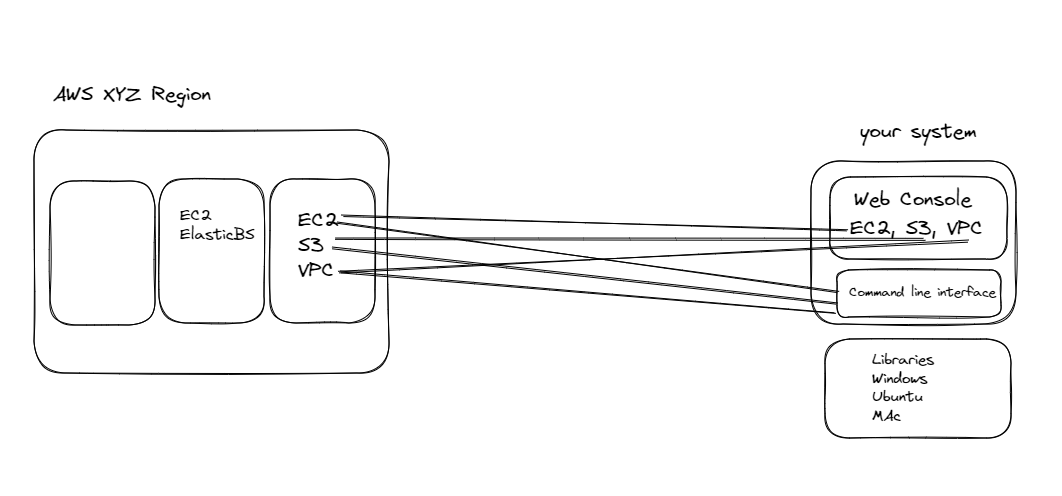 AWS XYZ Region
your system
EC2
ElasticBS
EC2
S3
VPC
Web Console
EC2, S3, VPC
Command line interface
Libraries
Windows
Ubuntu
MAc